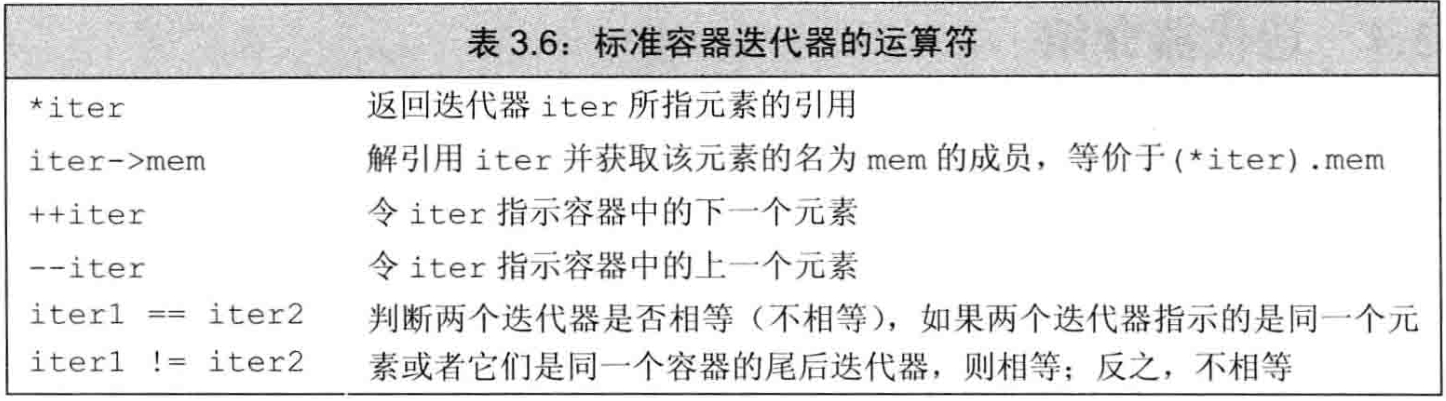 表 3.6：标准容器迭代器的运算符
*iter 返回迭代器 iter 所指元素的引用
iter->mem 解引用 iter 并获取该元素的名为 mem 的成员，等价于(*iter).mem
++iter 令 iter 指示容器中的下一个元素
--iter 令 iter 指示容器中的上一个元素
iter1 == iter2 判断两个迭代器是否相等（不相等），如果两个迭代器指示的是同一个元
iter1 != iter2 素或者它们是同一个容器的尾后迭代器，则相等；反之，不相等